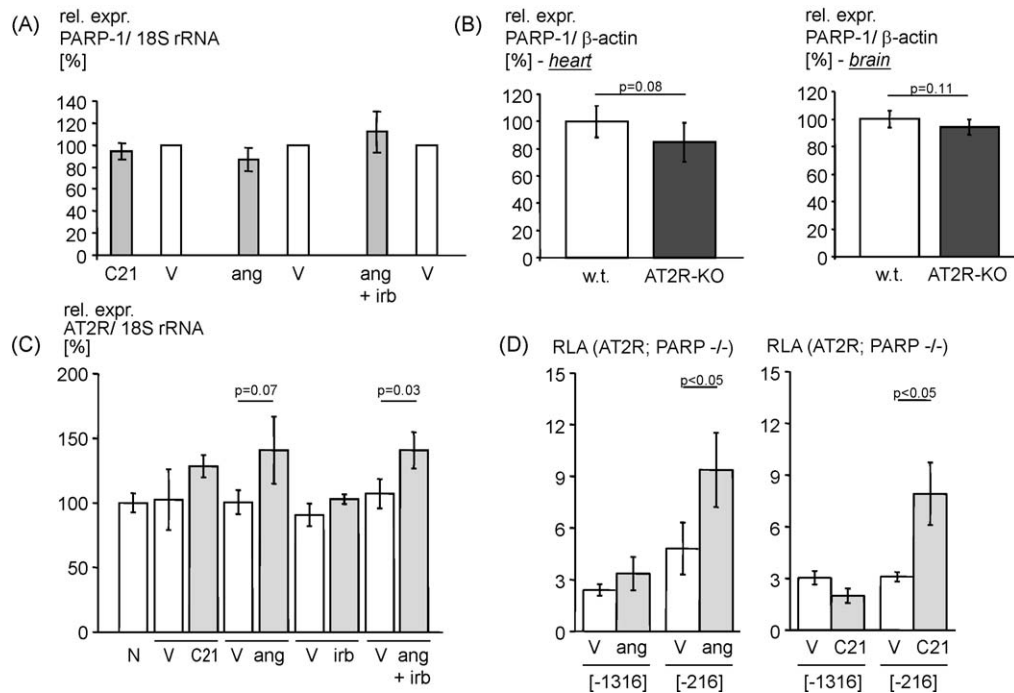 (A)
rel. expr.
PARP-1/ 18S rRNA
[%]
140
120
100
80
60
40
20
0
C21 V ang V ang V
+ irb
(B)
rel. expr.
PARP-1/ β-actin
[%] - heart
p=0.08
120
100
80
60
40
20
0
w.t. AT2R-KO
rel. expr.
PARP-1/ β-actin
[%] - brain
p=0.11
120
100
80
60
40
20
0
w.t. AT2R-KO
(C)
rel. expr.
AT2R/ 18S rRNA
[%]
200
150
100
50
0
p=0.07
p=0.03
N V C21 V ang V irb V ang
+ irb
(D)
RLA (AT2R; PARP -/-)
15
12
9
6
3
0
p<0.05
V ang V ang
[-1316] [-216]
RLA (AT2R; PARP -/-)
15
12
9
6
3
0
p<0.05
V C21 V C21
[-1316] [-216]